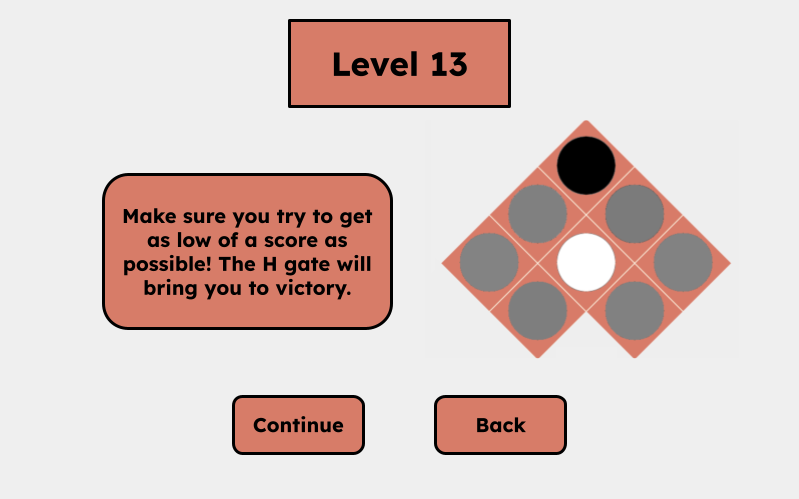 Level 13
Make sure you try to get
as low of a score as
possible! The H gate will
bring you to victory.
Continue
Back